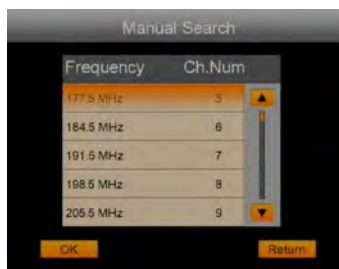 Manual Search
Frequency Ch.Num
177.5 MHz 5
184.5 MHz 6
191.5 MHz 7
198.5 MHz 8
205.5 MHz 9
OK Return